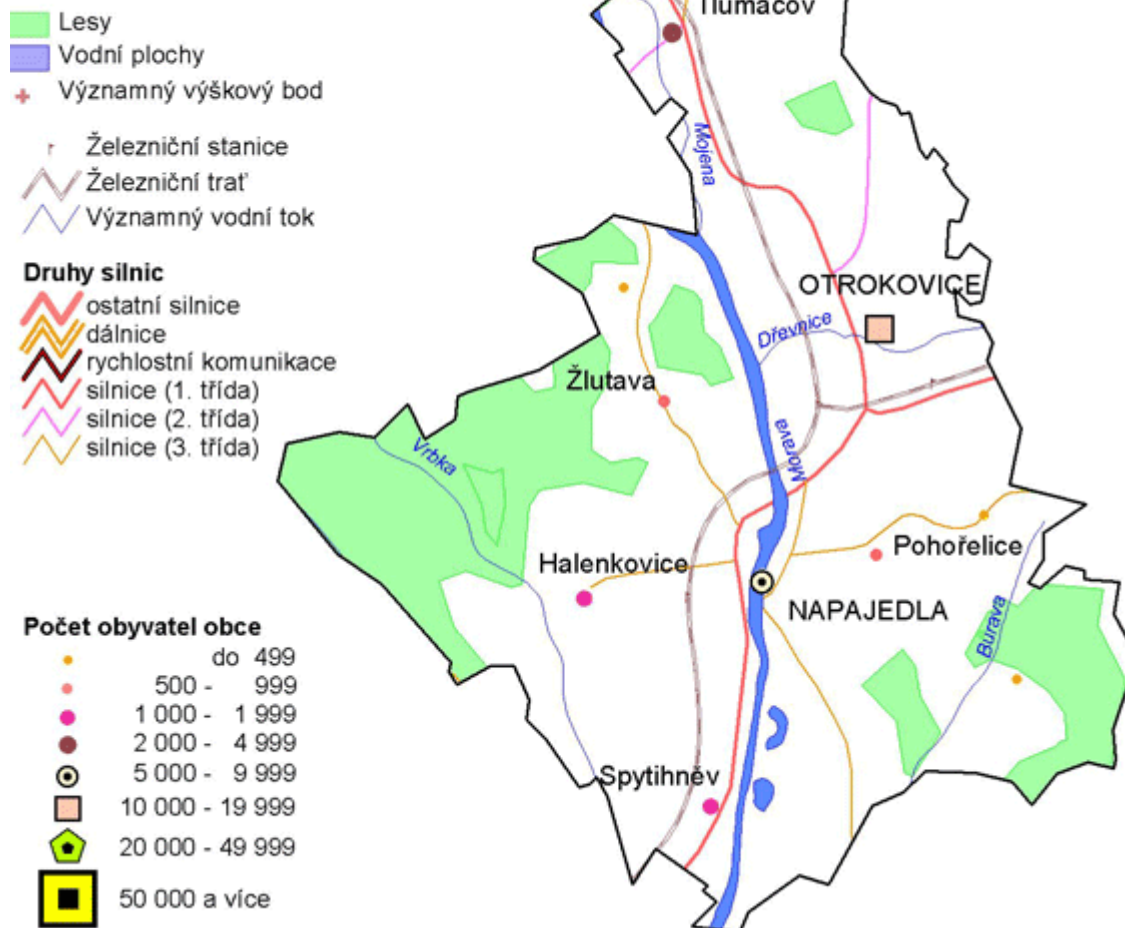 Lesy
Vodní plochy
Významný výškový bod
Železniční stanice
Železniční trať
Významný vodní tok
Druhy silnic
ostatní silnice
dálnice
rychlostní komunikace
silnice (1. třída)
silnice (2. třída)
silnice (3. třída)
Počet obyvatel obce
do 499
500 - 999
1 000 - 1 999
2 000 - 4 999
5 000 - 9 999
10 000 - 19 999
20 000 - 49 999
50 000 a více
Tlumačov
Mojena
OTROKOVICE
Dřevnice
Žlutava
Morava
Vrbka
Halenkovice
Pohořelice
NAPAJEDLA
Burava
Spytihněv